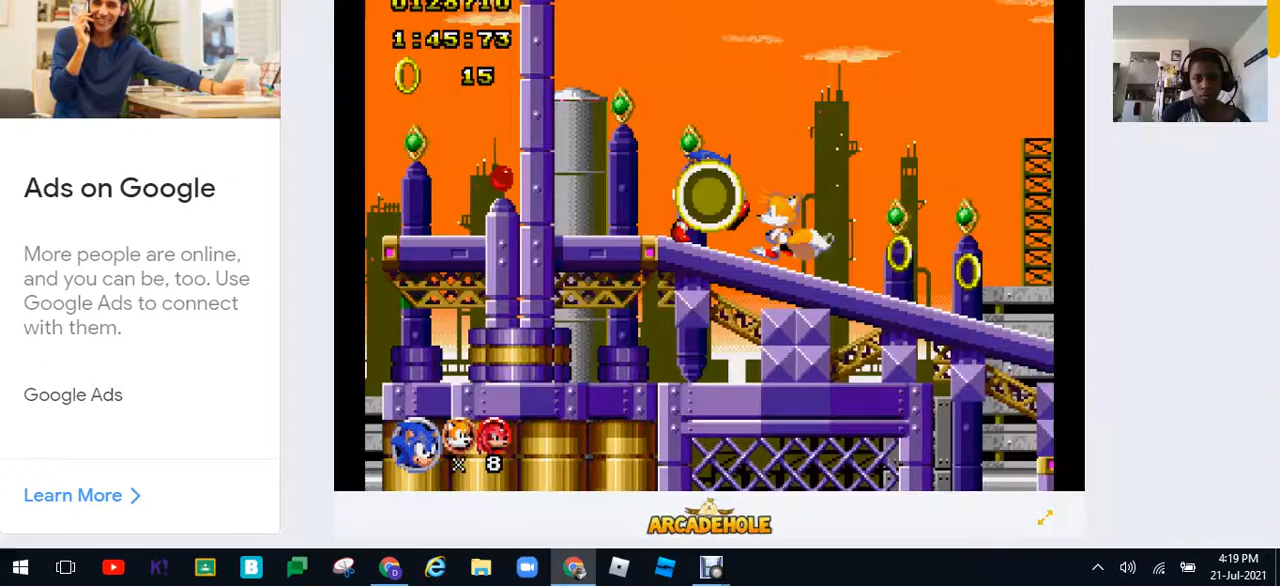 0128710
1:45:73
15
Ads on Google
More people are online,
and you can be, too. Use
Google Ads to connect
with them.
Google Ads
Learn More
x 8
ARCADEHOLE
4:19 PM
21-Jul-2021